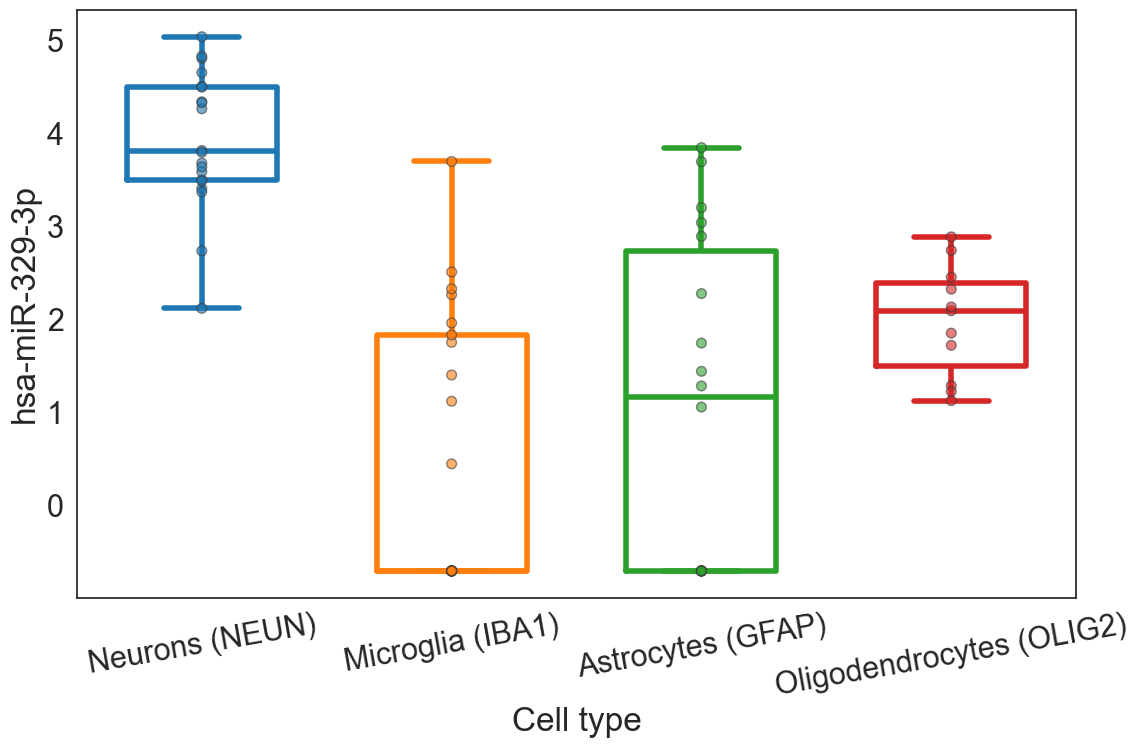 hsa-miR-329-3p
5
4
3
2
1
0
Neurons (NEUN)
Microglia (IBA1)
Astrocytes (GFAP)
Oligodendrocytes (OLIG2)
Cell type